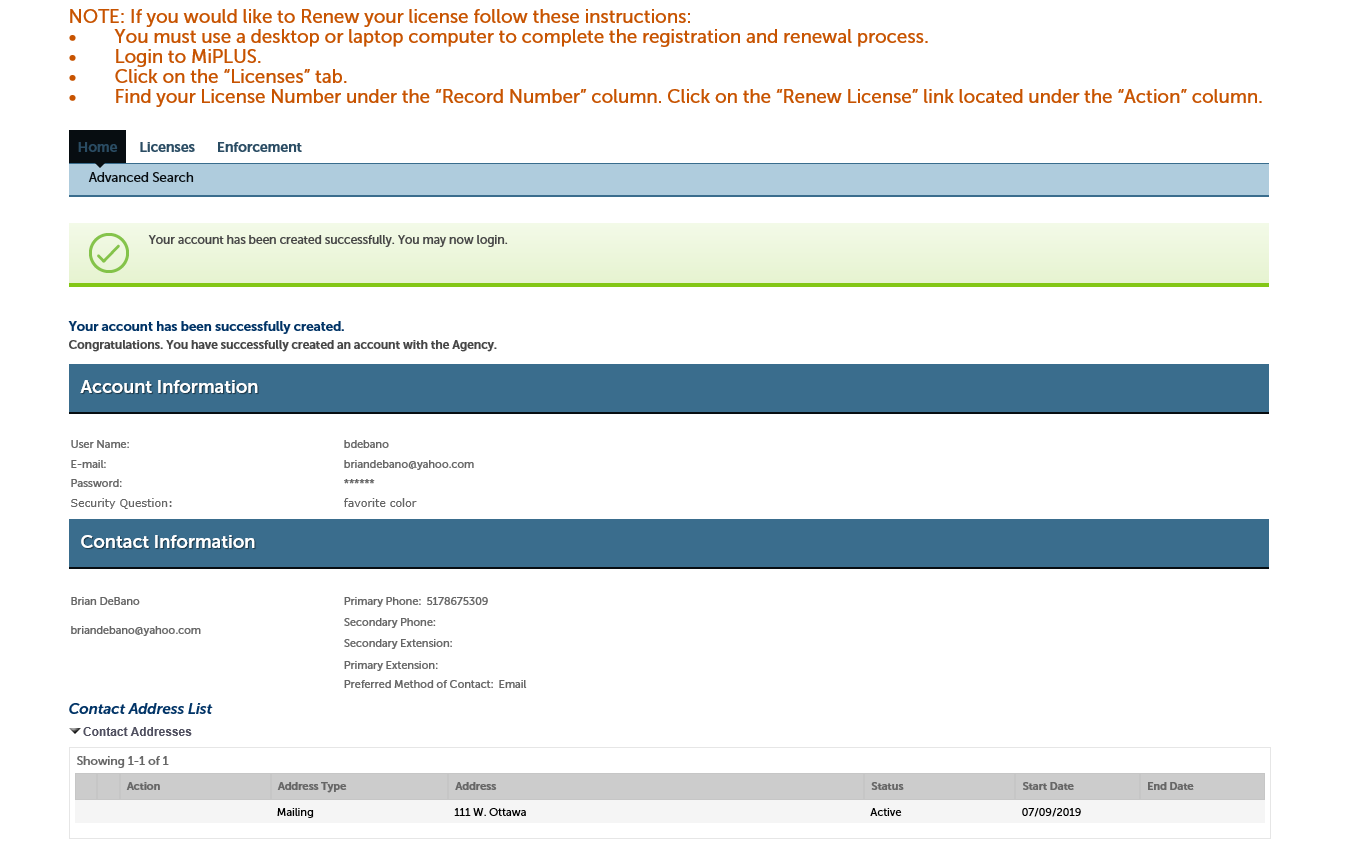 NOTE: If you would like to Renew your license follow these instructions:
• You must use a desktop or laptop computer to complete the registration and renewal process.
• Login to MiPLUS.
• Click on the “Licenses” tab.
• Find your License Number under the “Record Number” column. Click on the “Renew License” link located under the “Action” column.
Home Licenses Enforcement
Advanced Search
Your account has been created successfully. You may now login.
Your account has been successfully created.
Congratulations. You have successfully created an account with the Agency.
Account Information
User Name: bdebano
E-mail: briandebano@yahoo.com
Password: ******
Security Question: favorite color
Contact Information
Brian DeBano Primary Phone: 5178675309
Secondary Phone:
briandebano@yahoo.com
Secondary Extension:
Primary Extension:
Preferred Method of Contact: Email
Contact Address List
Contact Addresses
Showing 1-1 of 1
Action Address Type Address Status Start Date End Date
Mailing 111 W. Ottawa Active 07/09/2019